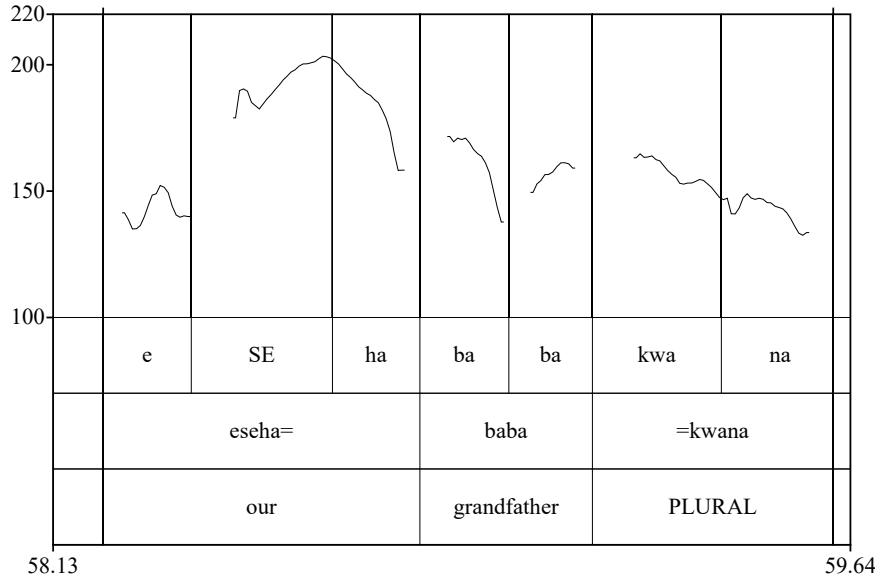 220
200
150
100
e SE ha ba ba kwa na
eseha= baba =kwana
our grandfather PLURAL
58.13 59.64